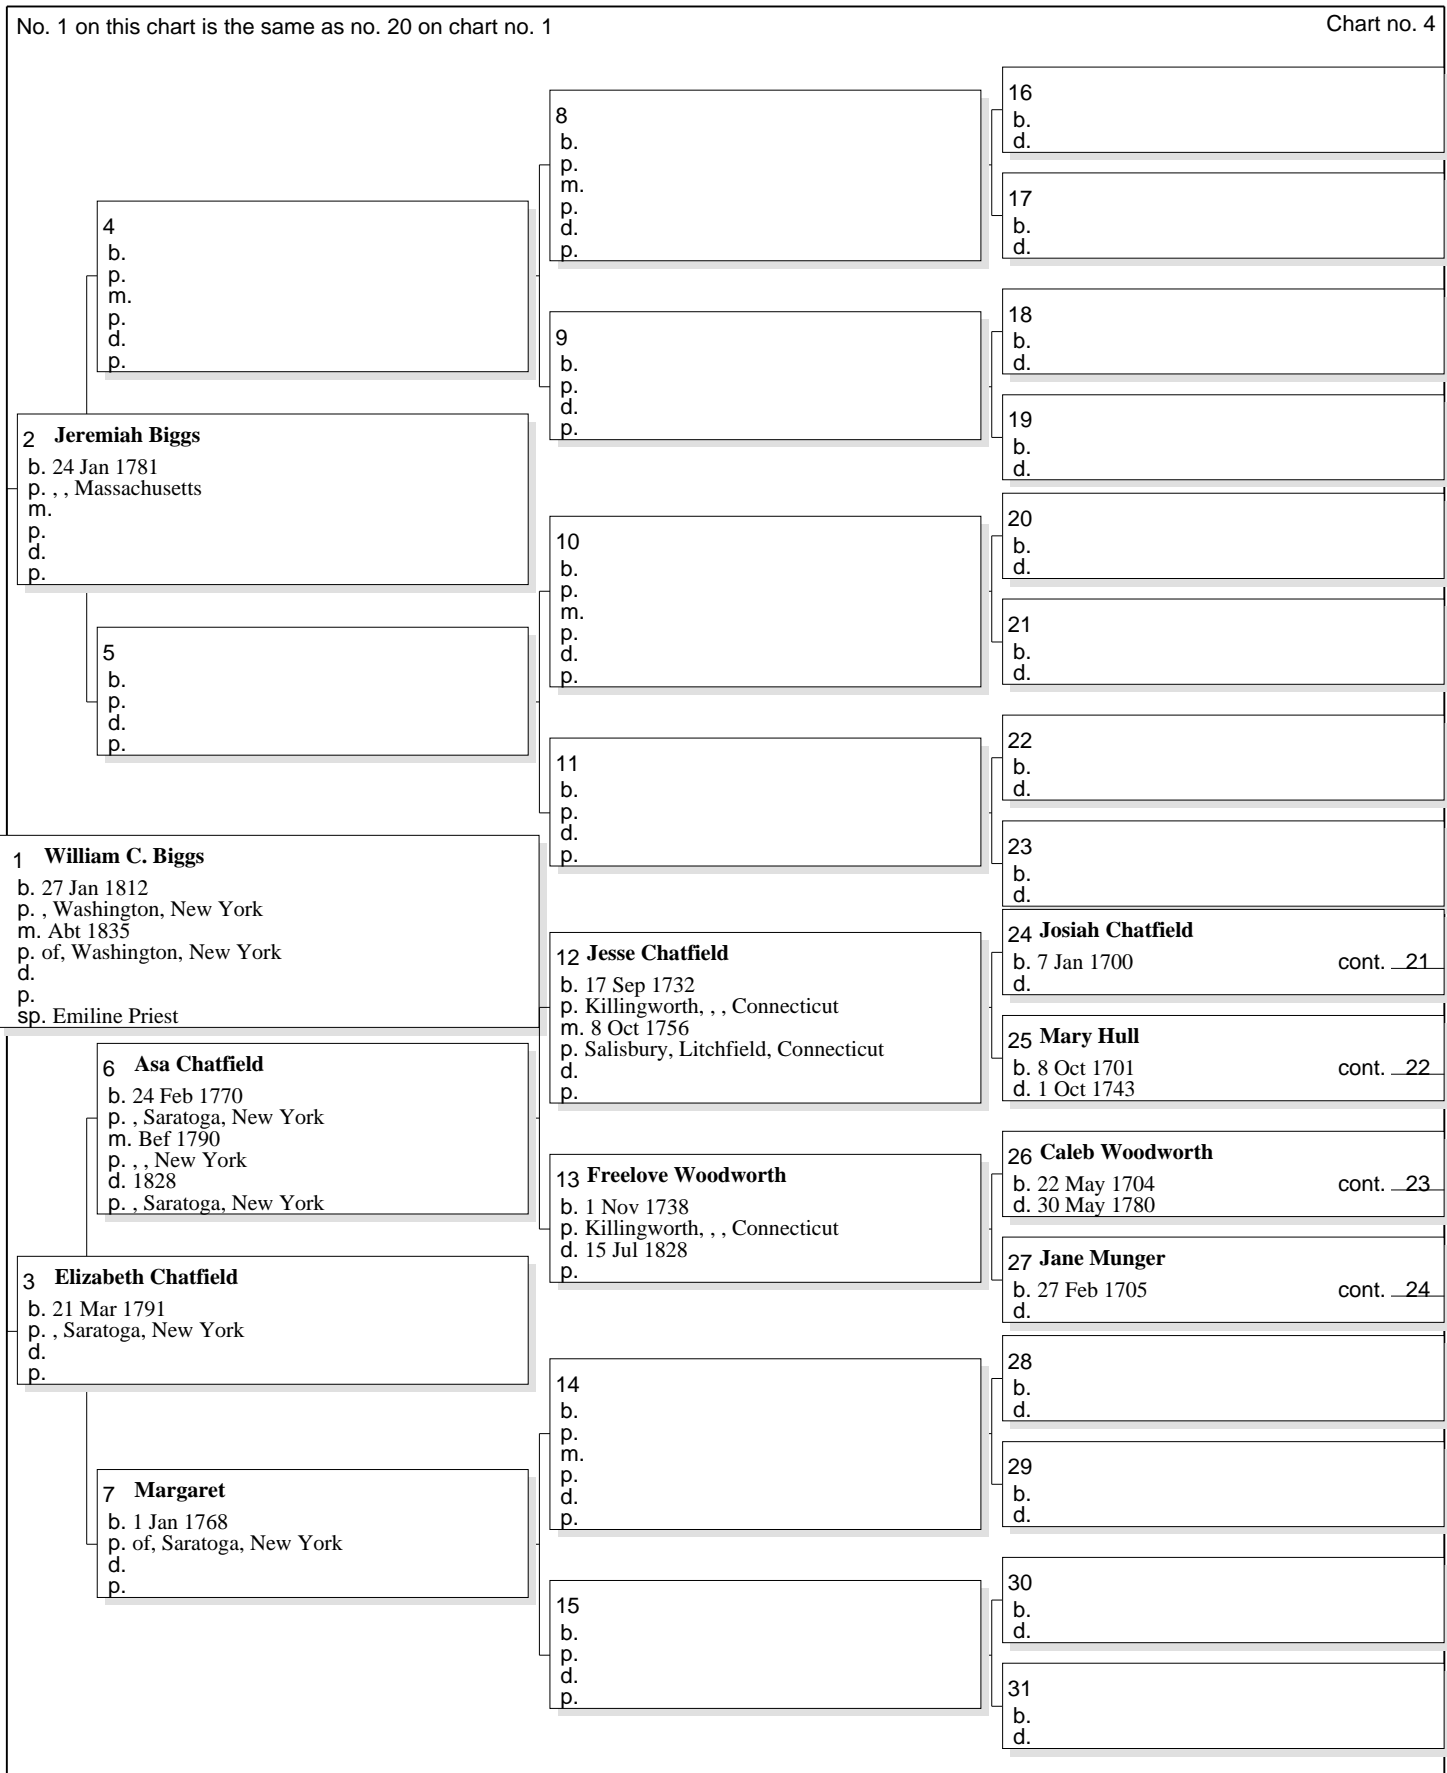 No. 1 on this chart is the same as no. 20 on chart no. 1
Chart no. 4
1 William C. Biggs
b. 27 Jan 1812
p. , Washington, New York
m. Abt 1835
p. of, Washington, New York
d.
p.
sp. Emiline Priest
2 Jeremiah Biggs
b. 24 Jan 1781
p. , , Massachusetts
m.
p.
d.
p.
3 Elizabeth Chatfield
b. 21 Mar 1791
p. , Saratoga, New York
d.
p.
4
b.
p.
m.
p.
d.
p.
5
b.
p.
d.
p.
6 Asa Chatfield
b. 24 Feb 1770
p. , Saratoga, New York
m. Bef 1790
p. , , New York
d. 1828
p. , Saratoga, New York
7 Margaret
b. 1 Jan 1768
p. of, Saratoga, New York
d.
p.
8
b.
p.
m.
p.
d.
p.
9
b.
p.
d.
p.
10
b.
p.
m.
p.
d.
p.
11
b.
p.
d.
p.
12 Jesse Chatfield
b. 17 Sep 1732
p. Killingworth, , , Connecticut
m. 8 Oct 1756
p. Salisbury, Litchfield, Connecticut
d.
p.
13 Freelove Woodworth
b. 1 Nov 1738
p. Killingworth, , , Connecticut
d. 15 Jul 1828
p.
14
b.
p.
m.
p.
d.
p.
15
b.
p.
d.
p.
16
b.
d.
17
b.
d.
18
b.
d.
19
b.
d.
20
b.
d.
21
b.
d.
22
b.
d.
23
b.
d.
24 Josiah Chatfield
b. 7 Jan 1700 cont. 21
d.
25 Mary Hull
b. 8 Oct 1701 cont. 22
d. 1 Oct 1743
26 Caleb Woodworth
b. 22 May 1704 cont. 23
d. 30 May 1780
27 Jane Munger
b. 27 Feb 1705 cont. 24
d.
28
b.
d.
29
b.
d.
30
b.
d.
31
b.
d.